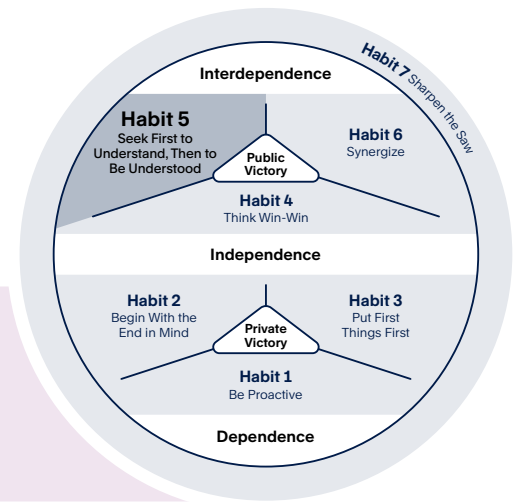 Habit 7 Sharpen the Saw
Interdependence
Habit 5
Seek First to
Understand, Then to
Be Understood
Habit 6
Synergize
Public
Victory
Habit 4
Think Win-Win
Independence
Habit 2
Begin With the
End in Mind
Habit 3
Put First
Things First
Private
Victory
Habit 1
Be Proactive
Dependence